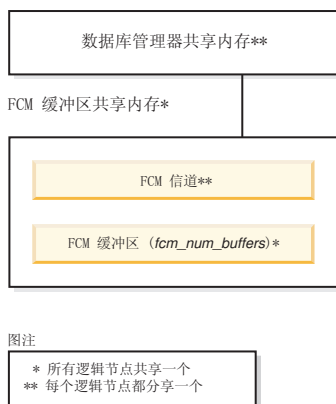 数据库管理器共享内存**
FCM 缓冲区共享内存*
FCM 信道**
FCM 缓冲区 (fcm_num_buffers)*
图注
* 所有逻辑节点共享一个
** 每个逻辑节点都分享一个